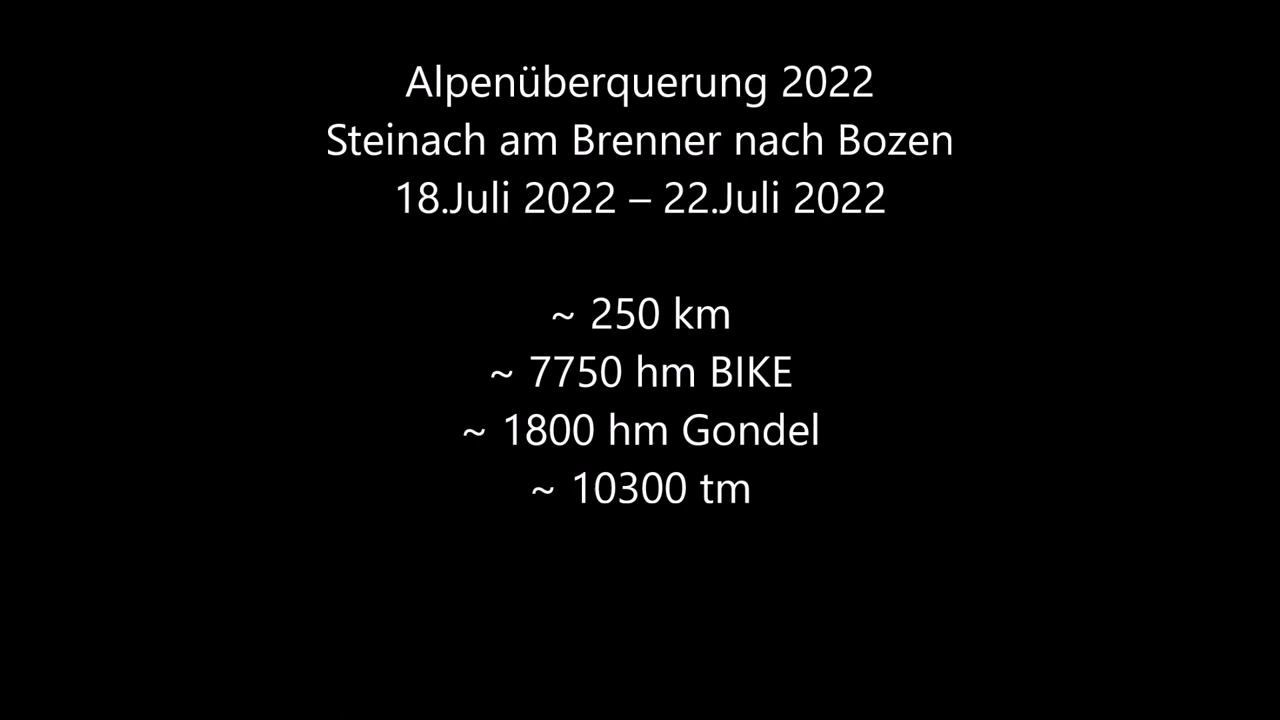 Alpenüberquerung 2022
Steinach am Brenner nach Bozen
18.Juli 2022 – 22.Juli 2022
~ 250 km
~ 7750 hm BIKE
~ 1800 hm Gondel
~ 10300 tm